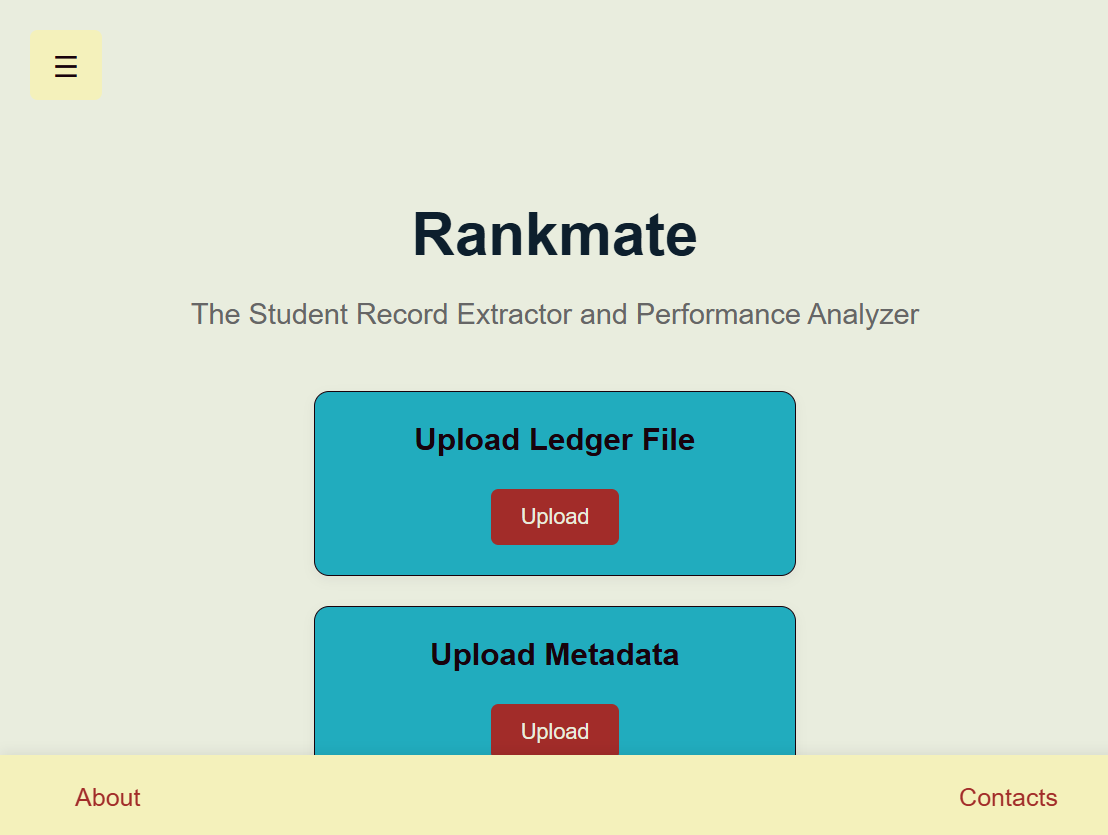 ☰
Rankmate
The Student Record Extractor and Performance Analyzer
Upload Ledger File
Upload
Upload Metadata
Upload
About
Contacts